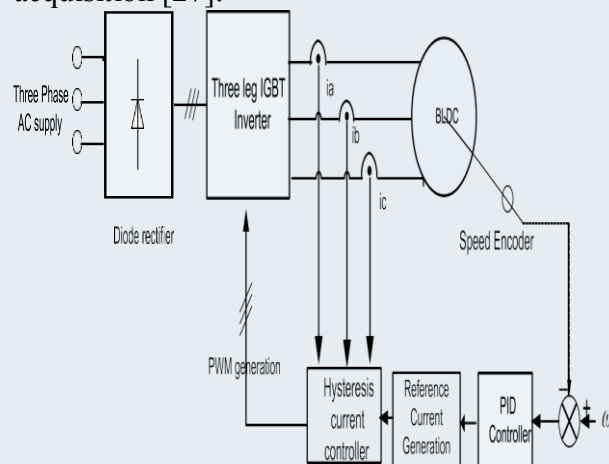 acquisition [27].
Three Phase
AC supply
Diode rectifier
Three leg IGBT
Inverter
ia
ib
ic
BLDC
Speed Encoder
PWM generation
Hysteresis
current
controller
Reference
Current
Generation
PID
Controller